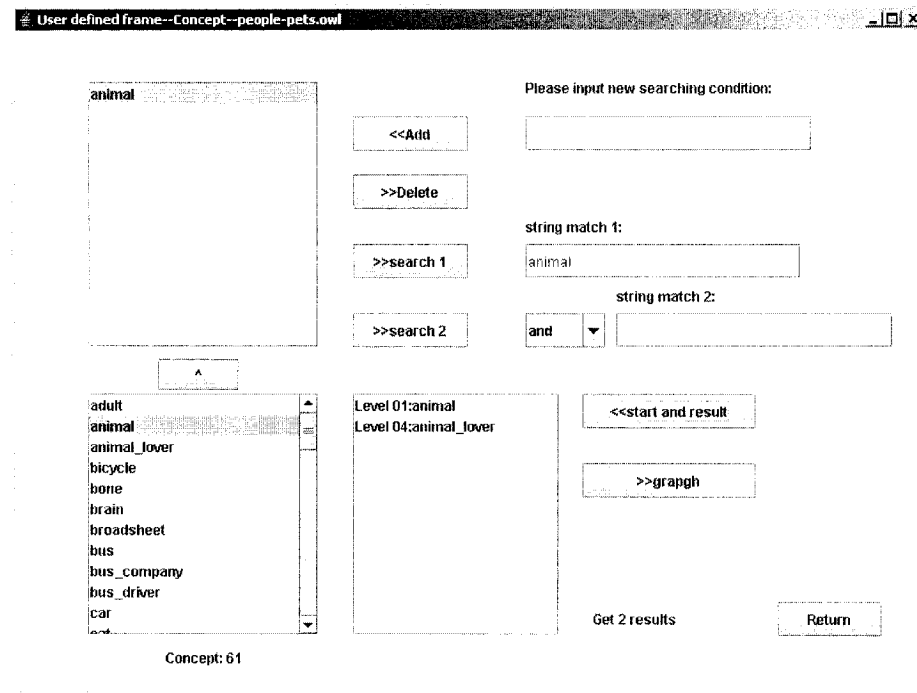 User defined frame--Concept--people-pets.owl
animal
Please input new searching condition:
<<Add
>>Delete
string match 1:
>>search 1
animal
string match 2:
>>search 2
and
^
adult
animal
animal_lover
bicycle
bone
brain
broadsheet
bus
bus_company
bus_driver
car
cat
Level 01:animal
Level 04:animal_lover
<<start and result
>>grapgh
Get 2 results
Return
Concept: 61